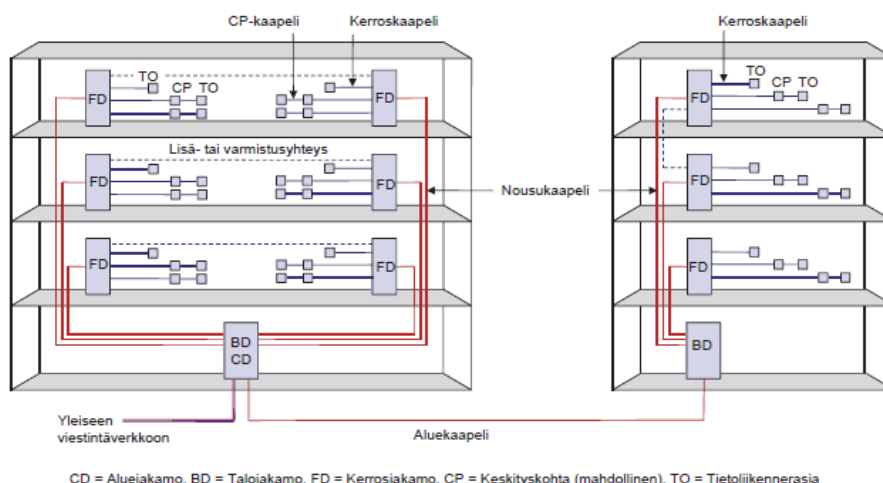 CP-kaapeli
Kerroskaapeli
Kerroskaapeli
FD
TO
CP TO
FD
FD
TO
CP TO
Lisä- tai varmistusyhteys
FD
FD
Nousukaapeli
FD
FD
FD
FD
BD
CD
BD
Yleiseen
viestintäverkkoon
Aluekaapeli
CD = Aluejakamo, BD = Talojakamo, FD = Kerrosjakamo, CP = Keskityskohta (mahdollinen), TO = Tietoliikennerasia